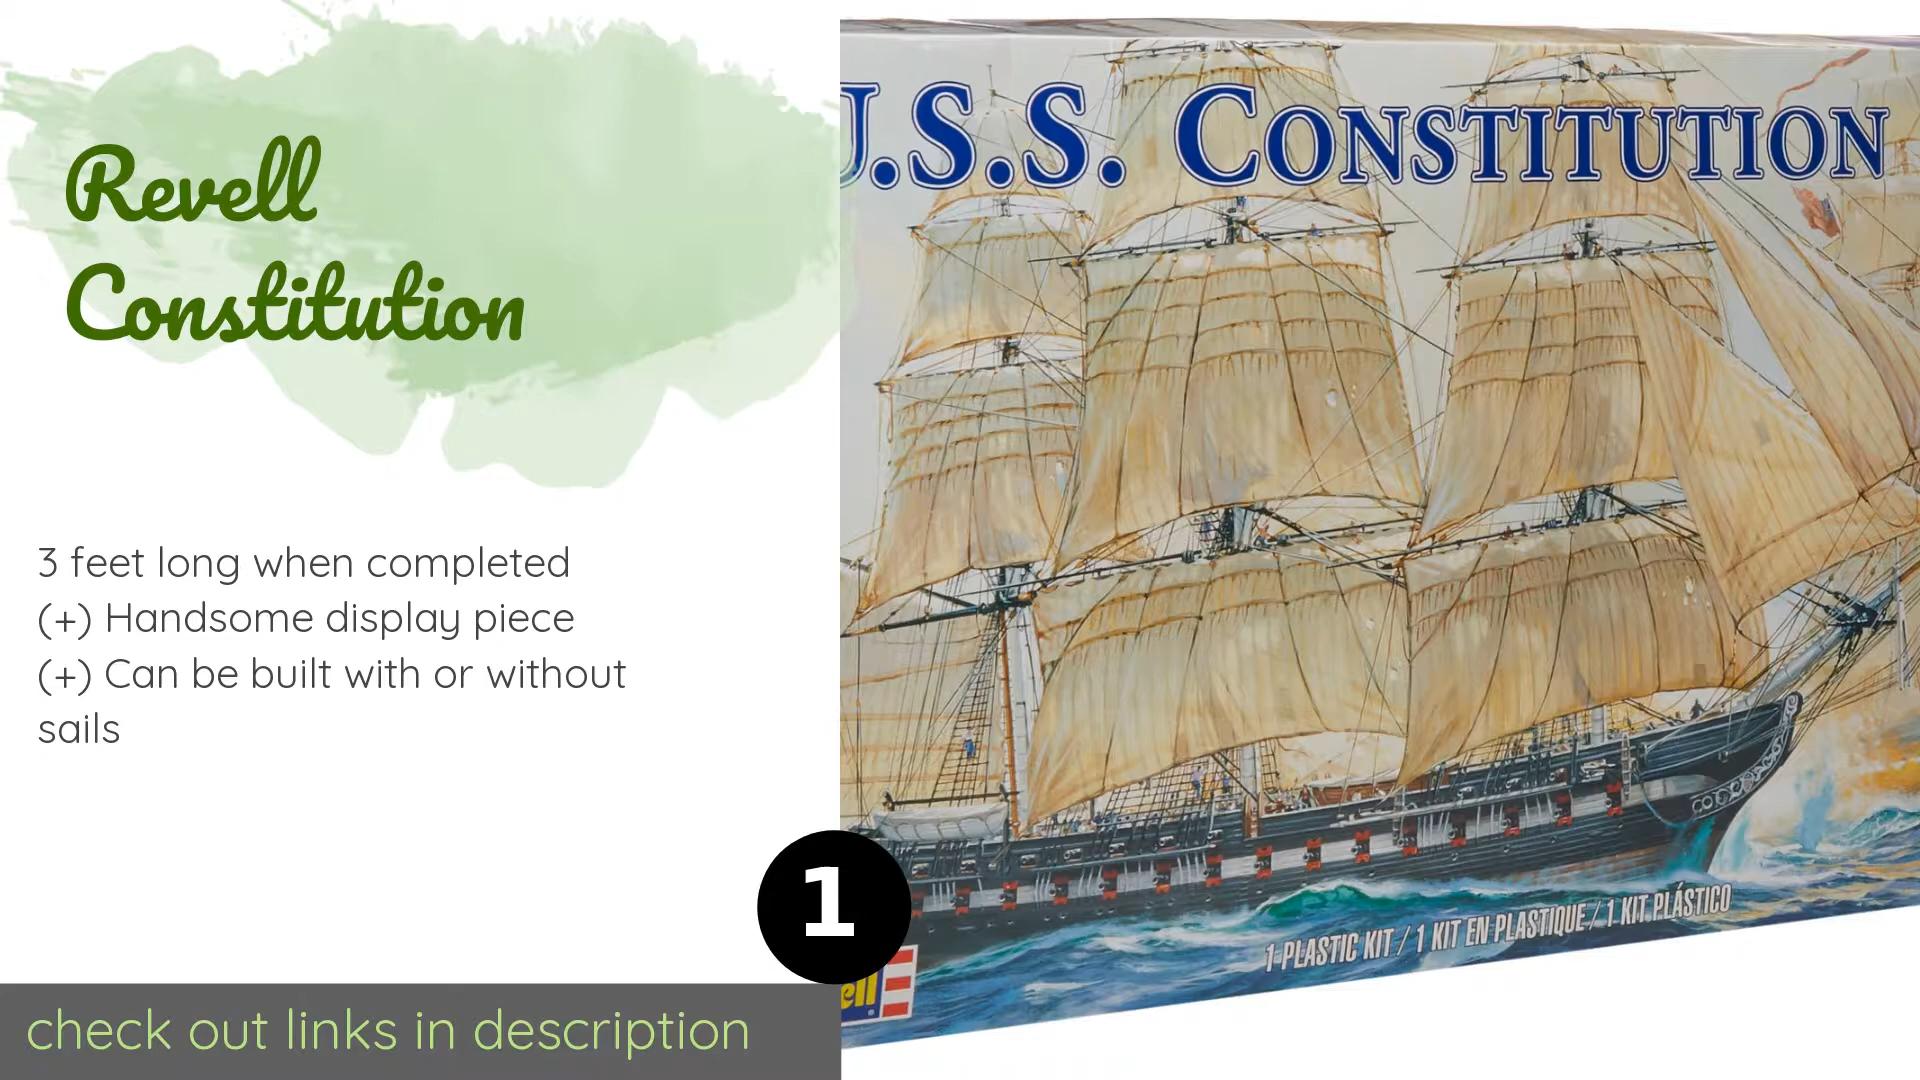 Revell
Constitution
3 feet long when completed
(+) Handsome display piece
(+) Can be built with or without
sails
check out links in description
1
U.S.S. CONSTITUTION
1 PLASTIC KIT / 1 KIT EN PLASTIQUE / 1 KIT PLÁSTICO
ell